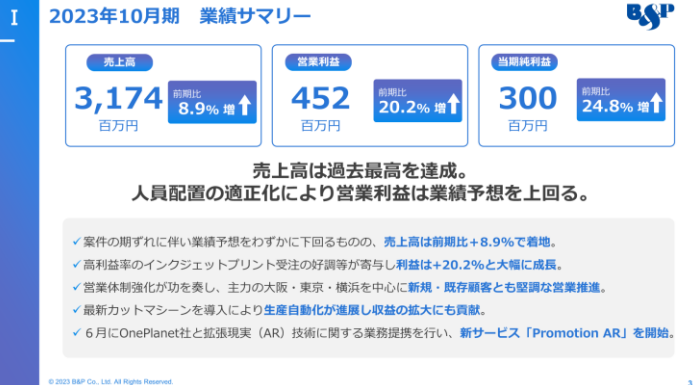 I
2023年10月期 業績サマリー
B&P
売上高
3,174
百万円
前期比
8.9% 増
営業利益
452
百万円
前期比
20.2% 増
当期純利益
300
百万円
前期比
24.8% 増
売上高は過去最高を達成。
人員配置の適正化により営業利益は業績予想を上回る。
✓案件の期ずれに伴い業績予想をわずかに下回るものの、売上高は前期比+8.9%で着地。
✓高利益率のインクジェットプリント受注の好調等が寄与し利益は+20.2%と大幅に成長。
✓営業体制強化が功を奏し、主力の大阪・東京・横浜を中心に新規・既存顧客とも堅調な営業推進。
✓最新カットマシーンを導入により生産自動化が進展し収益の拡大にも貢献。
✓６月にOnePlanet社と拡張現実（AR）技術に関する業務提携を行い、新サービス「Promotion AR」を開始。
© 2023 B&P Co., Ltd. All Rights Reserved.
3